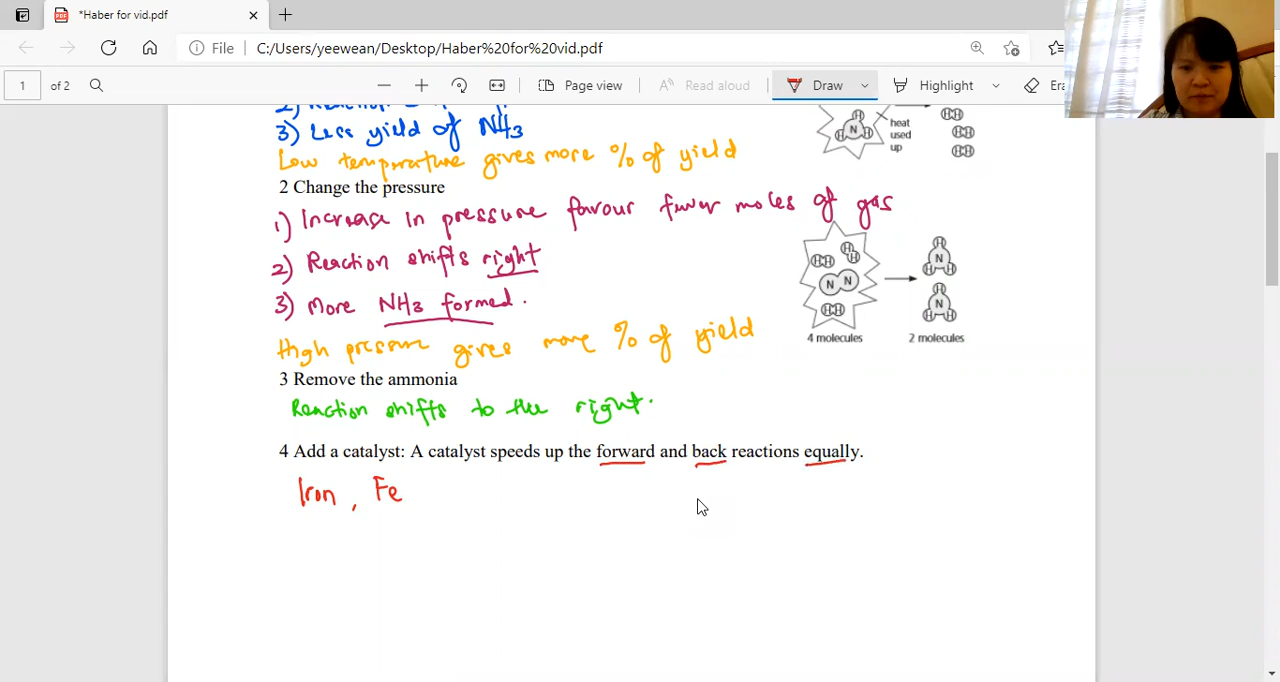 *Haber for vid.pdf
File C:/Users/yeewean/Desktop/Haber%20for%20vid.pdf
1 of 2 Page view Read aloud Draw Highlight
3) Less yield of NH3
Low temperature gives more % of yield
heat
used
up
2 Change the pressure
1) Increase in pressure favour fewer moles of gas
2) Reaction shifts right
3) More NH3 formed.
High pressure gives more % of yield
4 molecules 2 molecules
3 Remove the ammonia
Reaction shifts to the right.
4 Add a catalyst: A catalyst speeds up the forward and back reactions equally.
Iron, Fe